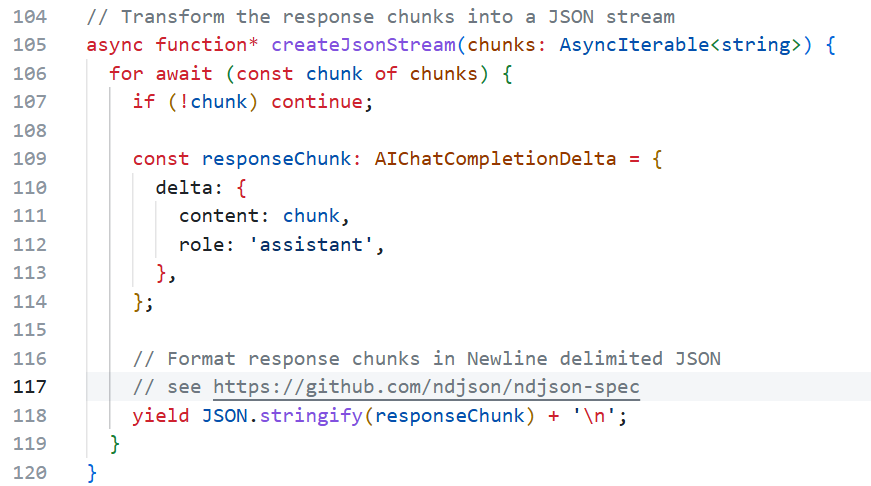 104 // Transform the response chunks into a JSON stream
105 async function* createJsonStream(chunks: AsyncIterable<string>) {
106   for await (const chunk of chunks) {
107     if (!chunk) continue;
108
109     const responseChunk: AIChatCompletionDelta = {
110       delta: {
111         content: chunk,
112         role: 'assistant',
113       },
114     };
115
116     // Format response chunks in Newline delimited JSON
117     // see https://github.com/ndjson/ndjson-spec
118     yield JSON.stringify(responseChunk) + '\n';
119   }
120 }